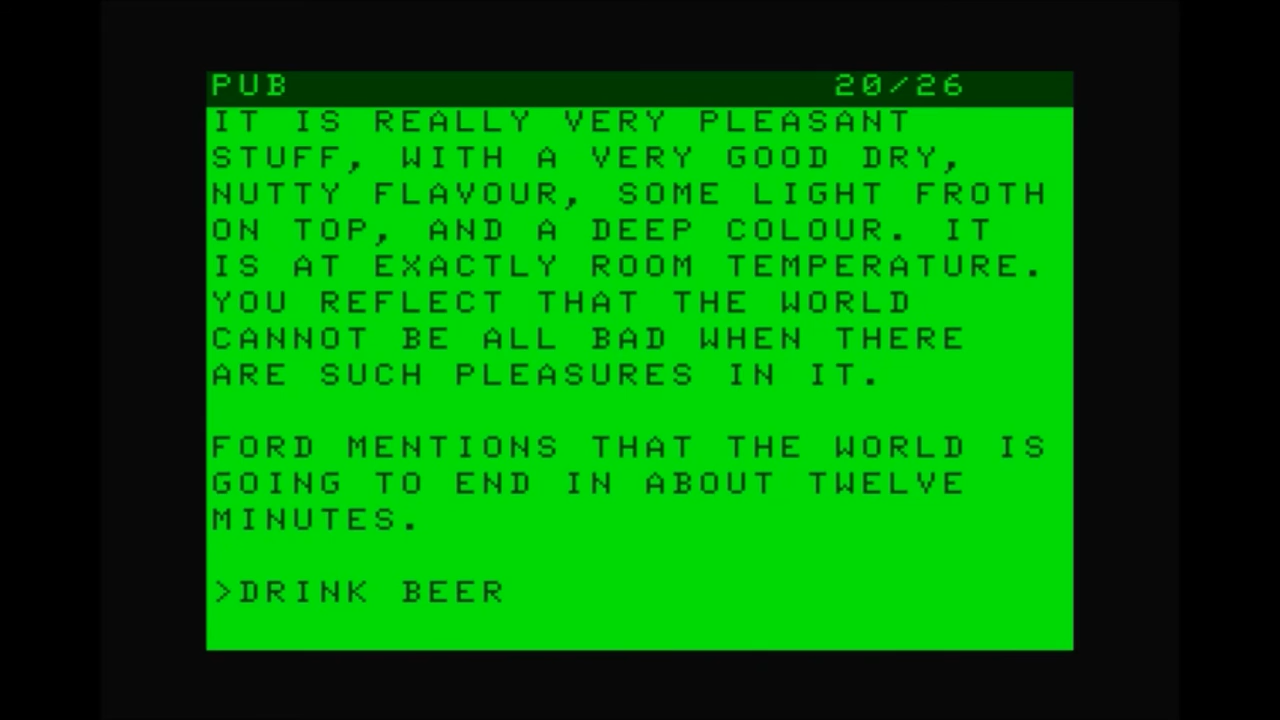 PUB 20/26
IT IS REALLY VERY PLEASANT
STUFF, WITH A VERY GOOD DRY,
NUTTY FLAVOUR, SOME LIGHT FROTH
ON TOP, AND A DEEP COLOUR. IT
IS AT EXACTLY ROOM TEMPERATURE.
YOU REFLECT THAT THE WORLD
CANNOT BE ALL BAD WHEN THERE
ARE SUCH PLEASURES IN IT.
FORD MENTIONS THAT THE WORLD IS
GOING TO END IN ABOUT TWELVE
MINUTES.
>DRINK BEER